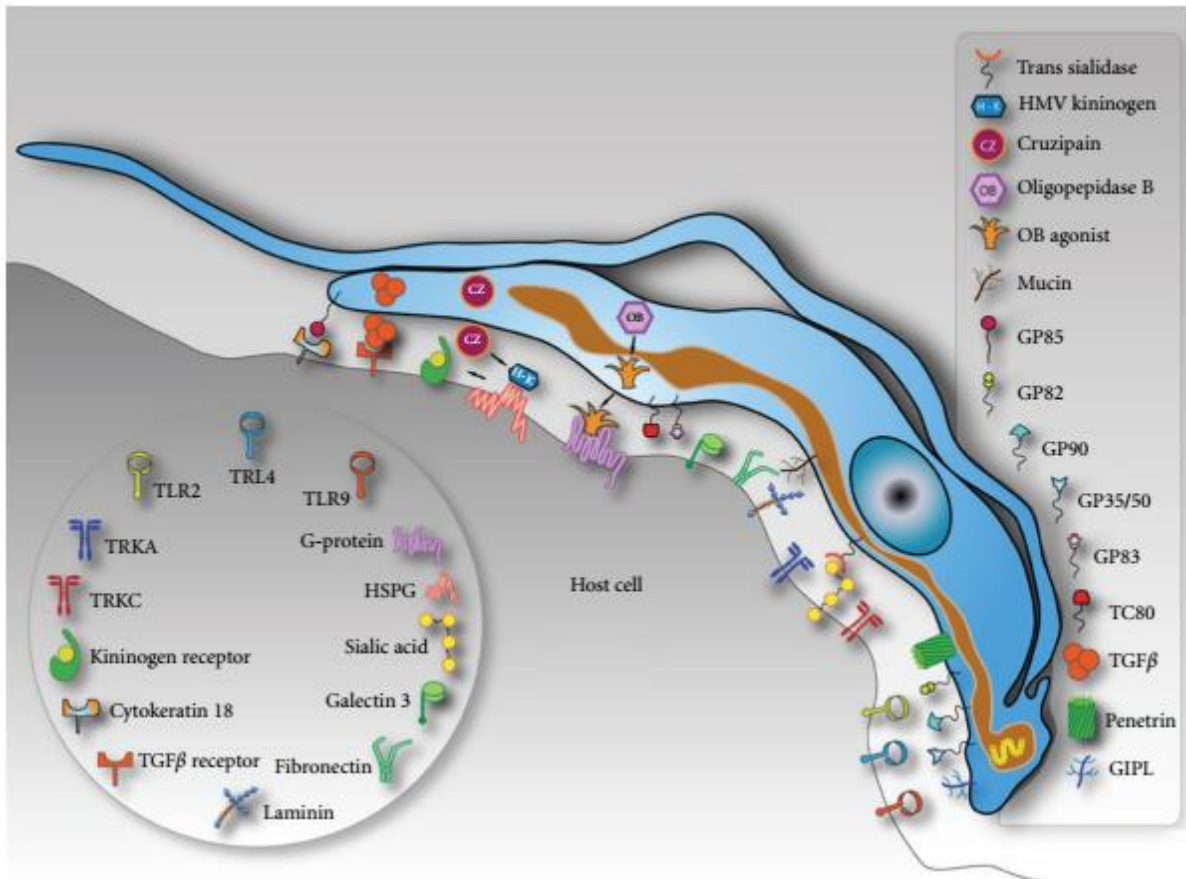 Trans sialidase
H-K
HMV kininogen
CZ
Cruzipain
OB
Oligopepidase B
OB agonist
Mucin
GP85
GP82
GP90
GP35/50
GP83
TC80
TGFβ
Penetrin
GIPL
CZ
OB
CZ
H-K
Host cell
TRL4
TLR2
TLR9
TRKA
G-protein
TRKC
HSPG
Sialic acid
Kininogen receptor
Galectin 3
Cytokeratin 18
TGFβ receptor
Fibronectin
Laminin